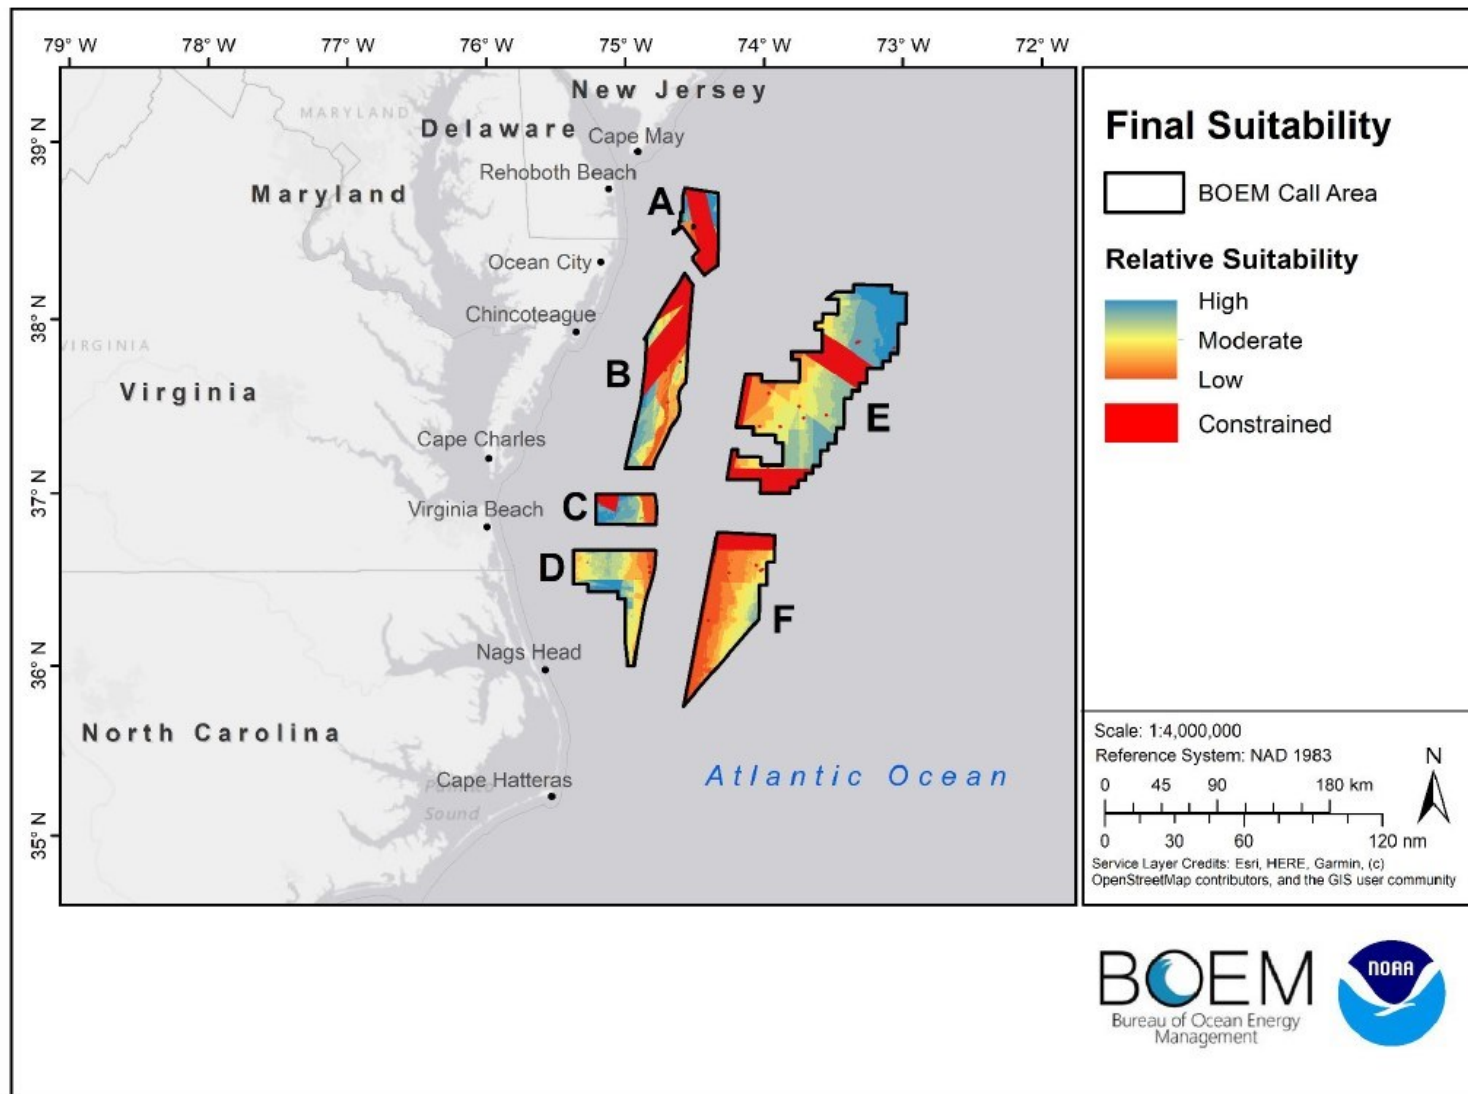 79° W 78° W 77° W 76° W 75° W 74° W 73° W 72° W
39° N
38° N
37° N
36° N
35° N
New Jersey
MARYLAND
Delaware
Cape May
Rehoboth Beach
Maryland
A
Ocean City
Chincoteague
VIRGINIA
B
Virginia
E
Cape Charles
C
Virginia Beach
D
F
Nags Head
North Carolina
Cape Hatteras
Atlantic Ocean
Sound
Final Suitability
BOEM Call Area
Relative Suitability
High
Moderate
Low
Constrained
Scale: 1:4,000,000
Reference System: NAD 1983
N
0 45 90 180 km
0 30 60 120 nm
Service Layer Credits: Esri, HERE, Garmin, (c)
OpenStreetMap contributors, and the GIS user community
BOEM
Bureau of Ocean Energy
Management
NOAA